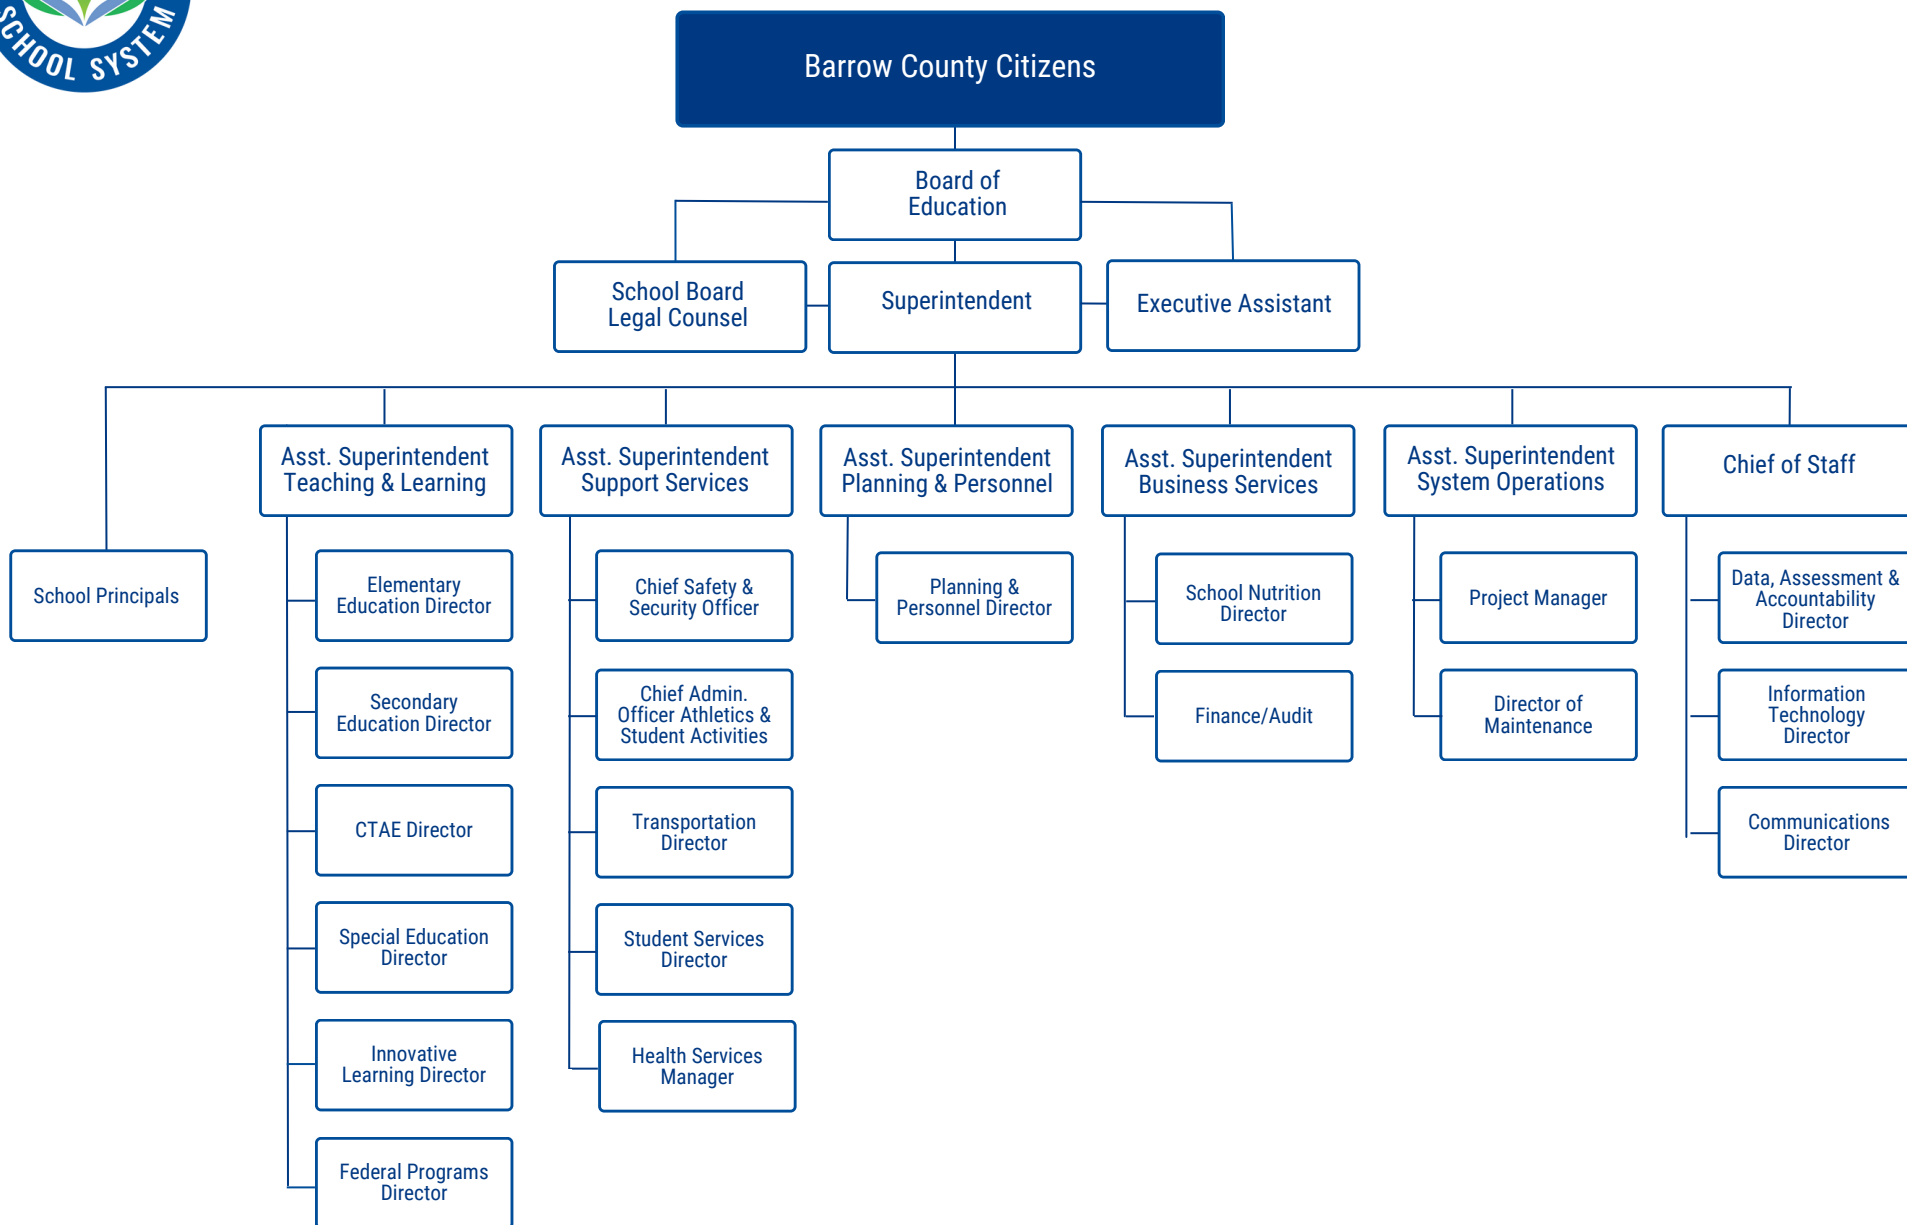 SCHOOL SYSTEM
Barrow County Citizens
Board of
Education
School Board
Legal Counsel
Superintendent
Executive Assistant
Asst. Superintendent
Teaching & Learning
Asst. Superintendent
Support Services
Asst. Superintendent
Planning & Personnel
Asst. Superintendent
Business Services
Asst. Superintendent
System Operations
Chief of Staff
School Principals
Elementary
Education Director
Secondary
Education Director
CTAE Director
Special Education
Director
Innovative
Learning Director
Federal Programs
Director
Chief Safety &
Security Officer
Chief Admin.
Officer Athletics &
Student Activities
Transportation
Director
Student Services
Director
Health Services
Manager
Planning &
Personnel Director
School Nutrition
Director
Finance/Audit
Project Manager
Director of
Maintenance
Data, Assessment &
Accountability
Director
Information
Technology
Director
Communications
Director